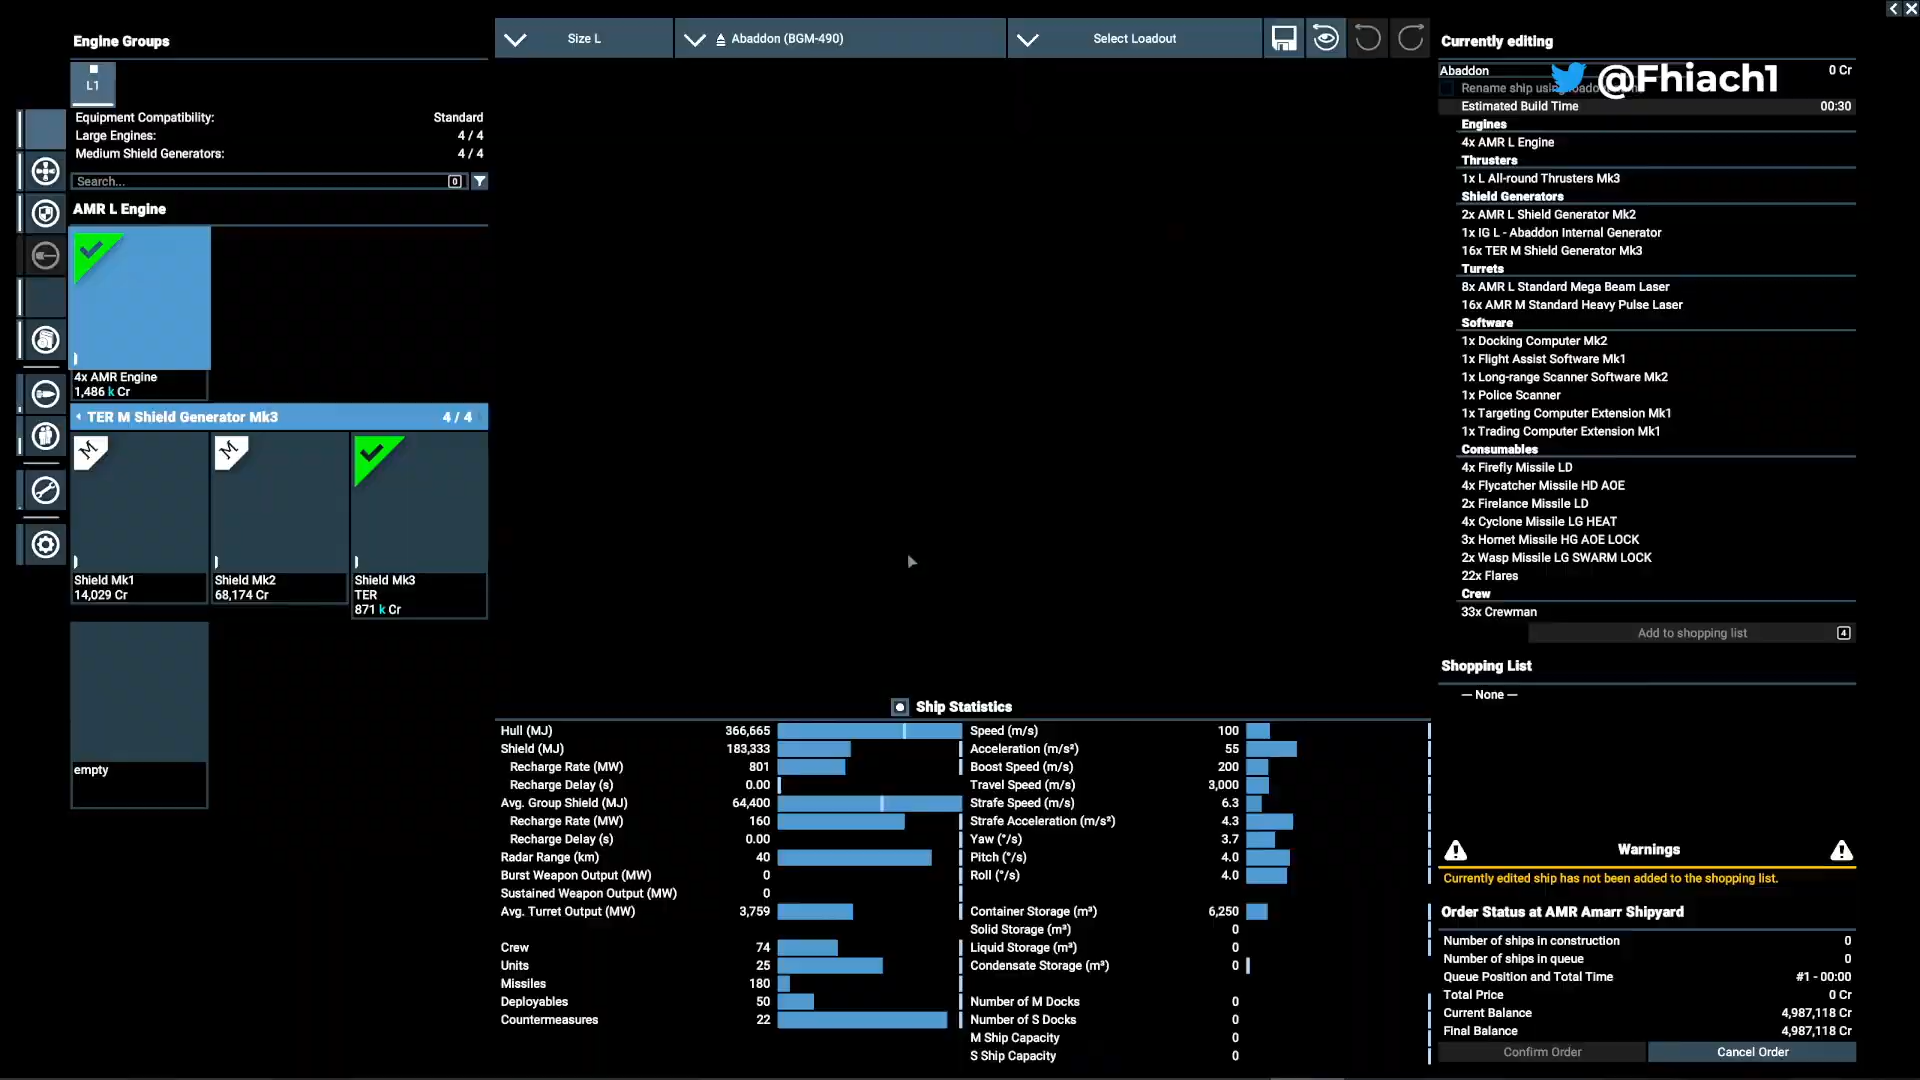 Engine Groups
L1
Equipment Compatibility: Standard
Large Engines: 4 / 4
Medium Shield Generators: 4 / 4
Search... 0
AMR L Engine
4x AMR Engine
1,486 k Cr
TER M Shield Generator Mk3 4 / 4
M M
Shield Mk1
14,029 Cr
Shield Mk2
68,174 Cr
Shield Mk3
TER
871 k Cr
empty
Size L
Abaddon (BGM-490)
Select Loadout
Ship Statistics
Hull (MJ) 366,665
Shield (MJ) 183,333
Recharge Rate (MW) 801
Recharge Delay (s) 0.00
Avg. Group Shield (MJ) 64,400
Recharge Rate (MW) 160
Recharge Delay (s) 0.00
Radar Range (km) 40
Burst Weapon Output (MW) 0
Sustained Weapon Output (MW) 0
Avg. Turret Output (MW) 3,759
Crew 74
Units 25
Missiles 180
Deployables 50
Countermeasures 22
Speed (m/s) 100
Acceleration (m/s²) 55
Boost Speed (m/s) 200
Travel Speed (m/s) 3,000
Strafe Speed (m/s) 6.3
Strafe Acceleration (m/s²) 4.3
Yaw (°/s) 3.7
Pitch (°/s) 4.0
Roll (°/s) 4.0
Container Storage (m³) 6,250
Solid Storage (m³) 0
Liquid Storage (m³) 0
Condensate Storage (m³) 0
Number of M Docks 0
Number of S Docks 0
M Ship Capacity 0
S Ship Capacity 0
Currently editing
Abaddon 0 Cr
@Fhiach1
Rename ship using
Estimated Build Time 00:30
Engines
4x AMR L Engine
Thrusters
1x L All-round Thrusters Mk3
Shield Generators
2x AMR L Shield Generator Mk2
1x IG L - Abaddon Internal Generator
16x TER M Shield Generator Mk3
Turrets
8x AMR L Standard Mega Beam Laser
16x AMR M Standard Heavy Pulse Laser
Software
1x Docking Computer Mk2
1x Flight Assist Software Mk1
1x Long-range Scanner Software Mk2
1x Police Scanner
1x Targeting Computer Extension Mk1
1x Trading Computer Extension Mk1
Consumables
4x Firefly Missile LD
4x Flycatcher Missile HD AOE
2x Firelance Missile LD
4x Cyclone Missile LG HEAT
3x Hornet Missile HG AOE LOCK
2x Wasp Missile LG SWARM LOCK
22x Flares
Crew
33x Crewman
Add to shopping list 4
Shopping List
— None —
Warnings
Currently edited ship has not been added to the shopping list.
Order Status at AMR Amarr Shipyard
Number of ships in construction 0
Number of ships in queue 0
Queue Position and Total Time #1 - 00:00
Total Price 0 Cr
Current Balance 4,987,118 Cr
Final Balance 4,987,118 Cr
Confirm Order
Cancel Order